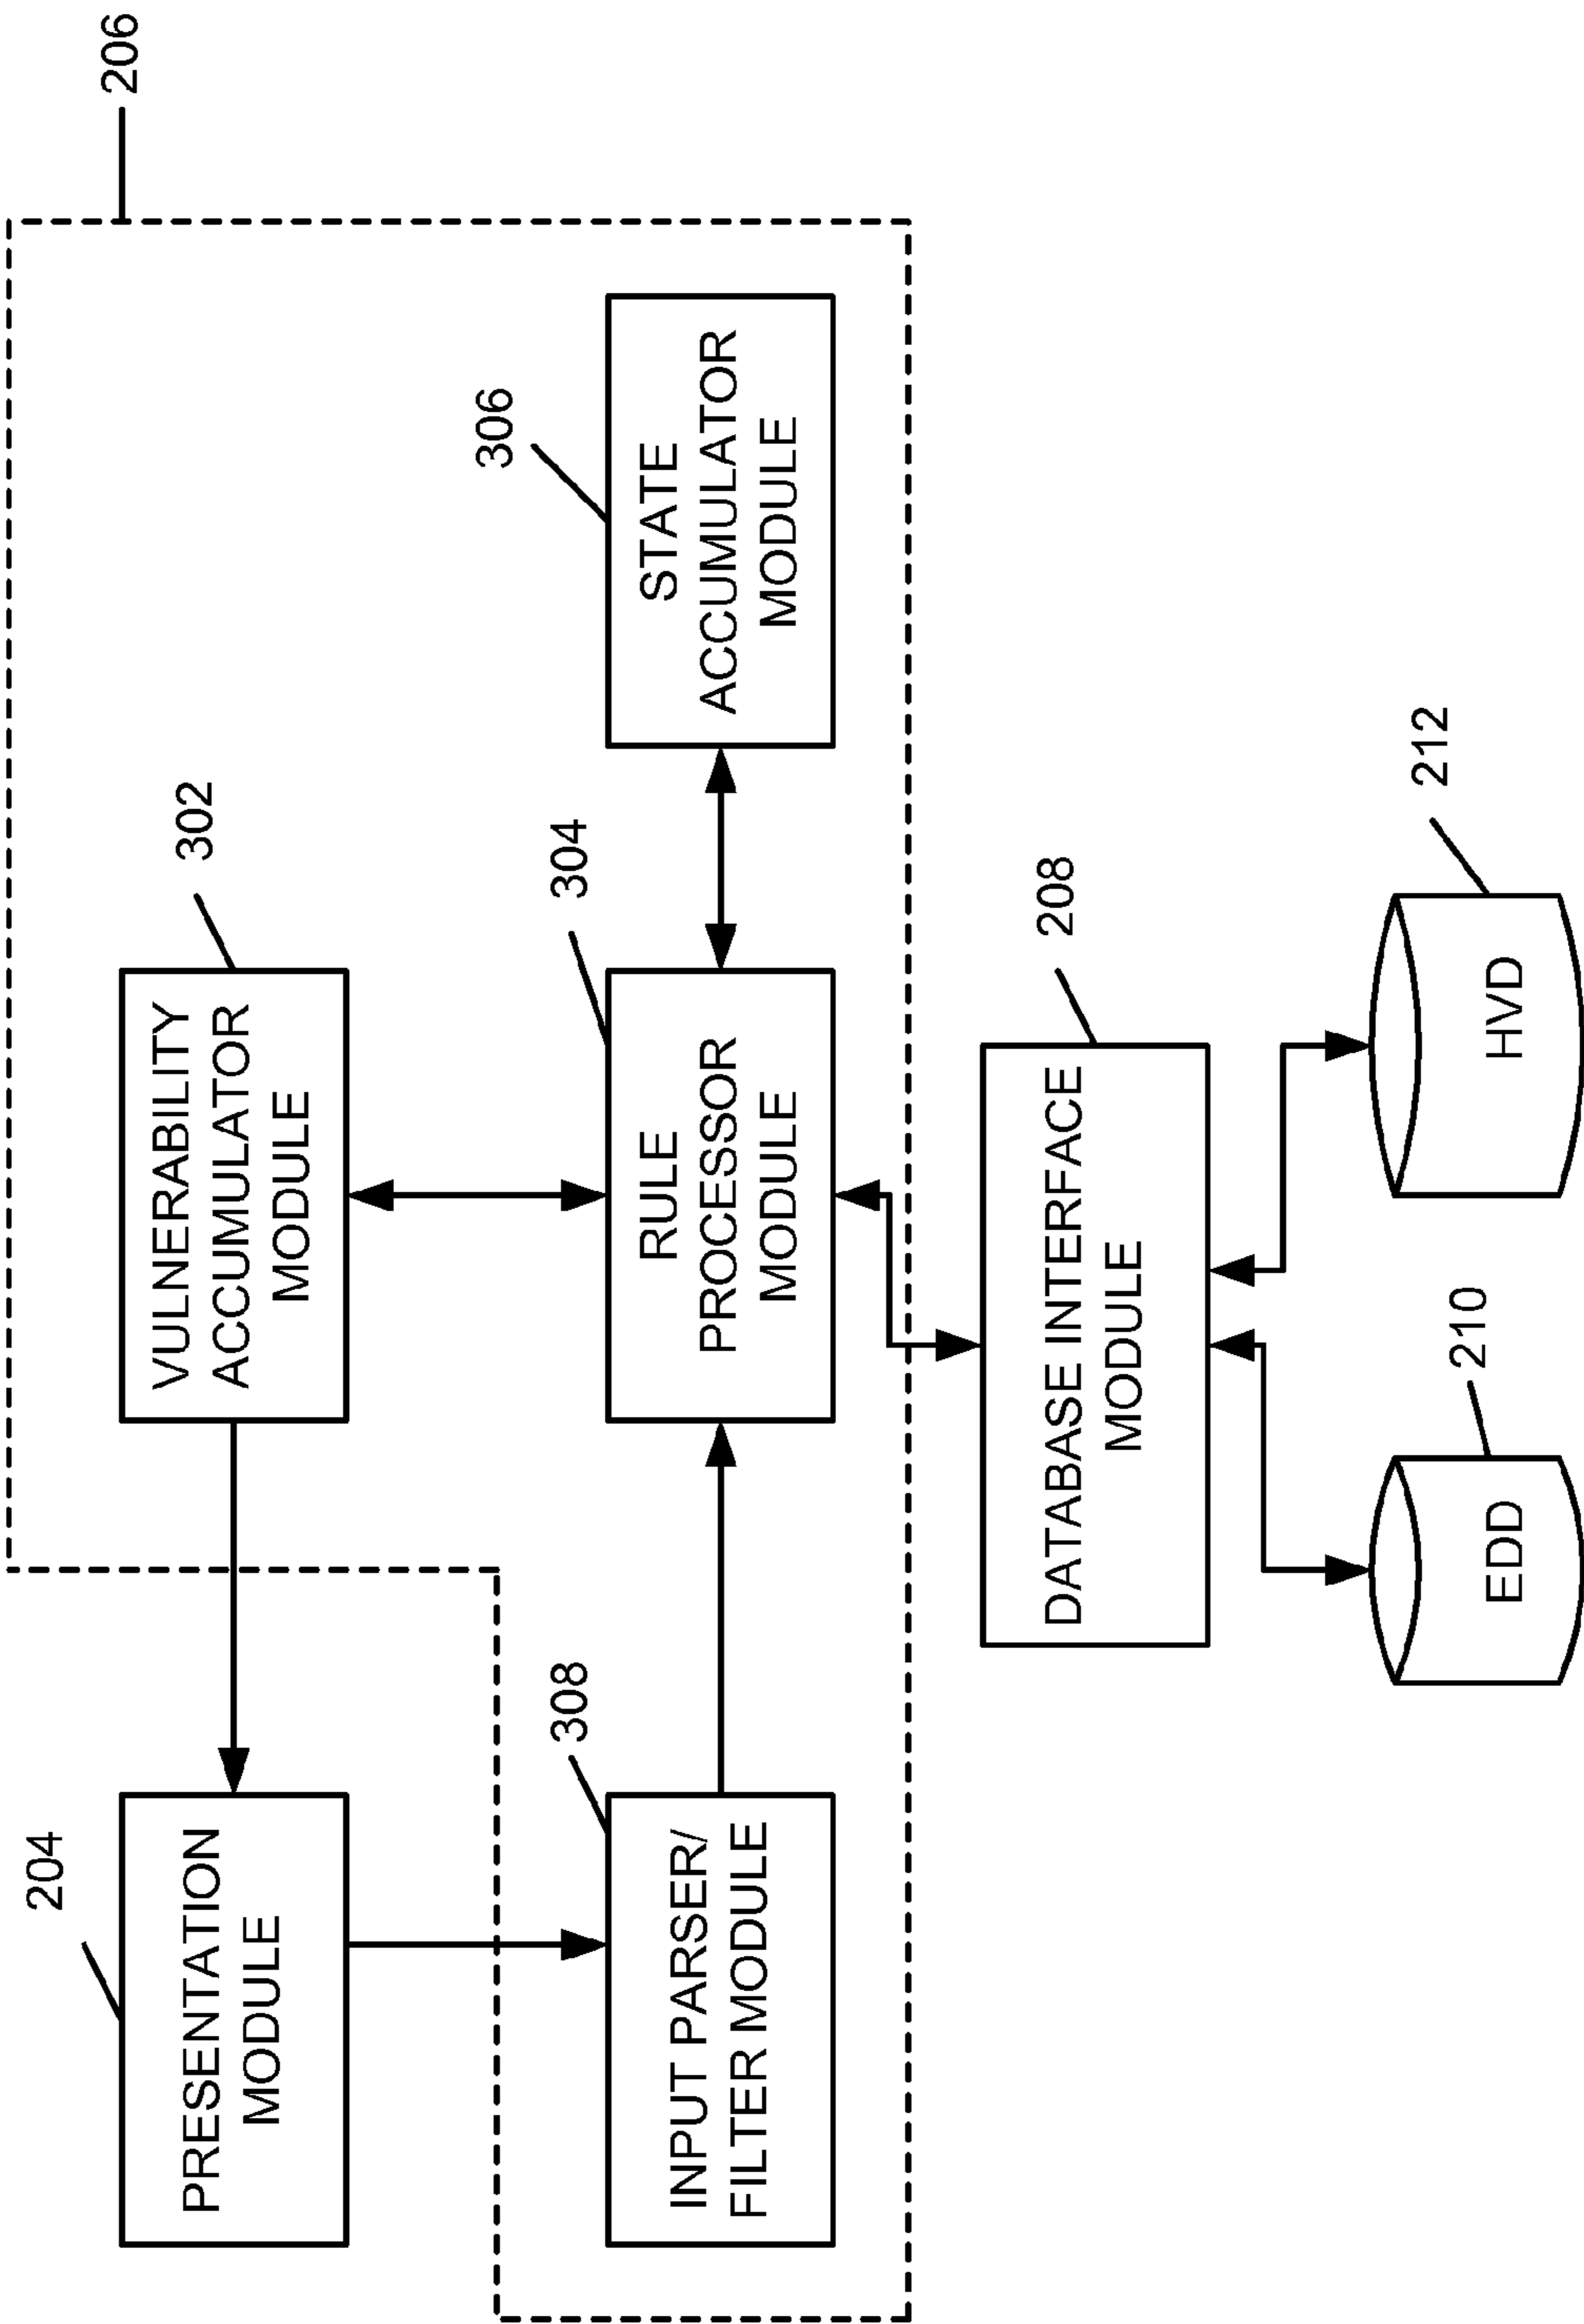 206
204
PRESENTATION
MODULE
302
VULNERABILITY
ACCUMULATOR
MODULE
308
INPUT PARSER/
FILTER MODULE
304
RULE
PROCESSOR
MODULE
306
STATE
ACCUMULATOR
MODULE
208
DATABASE INTERFACE
MODULE
210
EDD
212
HVD